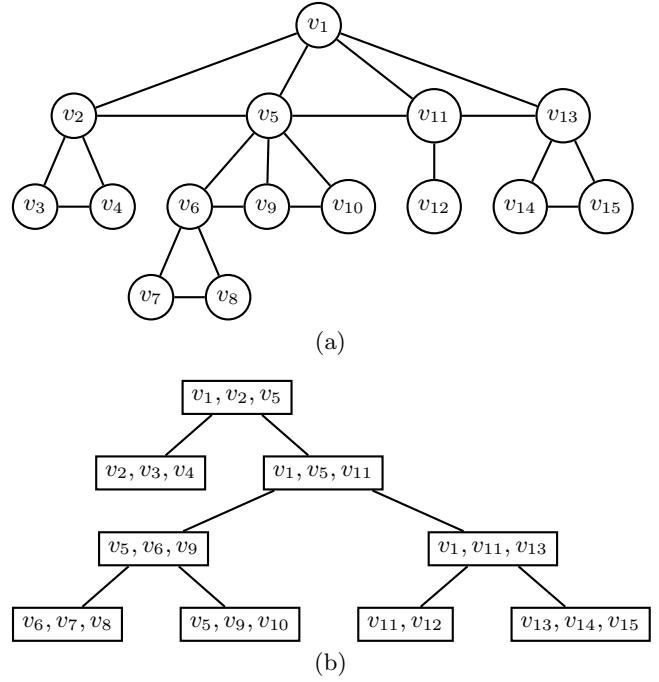 v₁
v₂ v₅ v₁₁ v₁₃
v₃ v₄ v₆ v₉ v₁₀ v₁₂ v₁₄ v₁₅
v₇ v₈
(a)
v₁, v₂, v₅
v₂, v₃, v₄ v₁, v₅, v₁₁
v₅, v₆, v₉ v₁, v₁₁, v₁₃
v₆, v₇, v₈ v₅, v₉, v₁₀ v₁₁, v₁₂ v₁₃, v₁₄, v₁₅
(b)